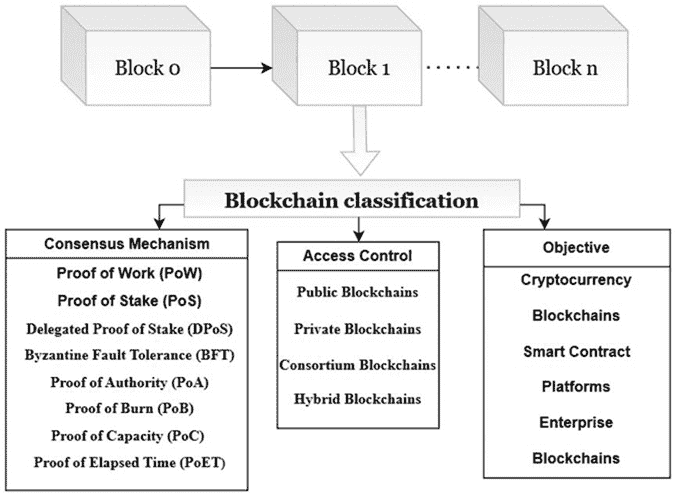 Block 0
Block 1
Block n
Blockchain classification
Consensus Mechanism
Proof of Work (PoW)
Proof of Stake (PoS)
Delegated Proof of Stake (DPoS)
Byzantine Fault Tolerance (BFT)
Proof of Authority (PoA)
Proof of Burn (PoB)
Proof of Capacity (PoC)
Proof of Elapsed Time (PoET)
Access Control
Public Blockchains
Private Blockchains
Consortium Blockchains
Hybrid Blockchains
Objective
Cryptocurrency
Blockchains
Smart Contract
Platforms
Enterprise
Blockchains